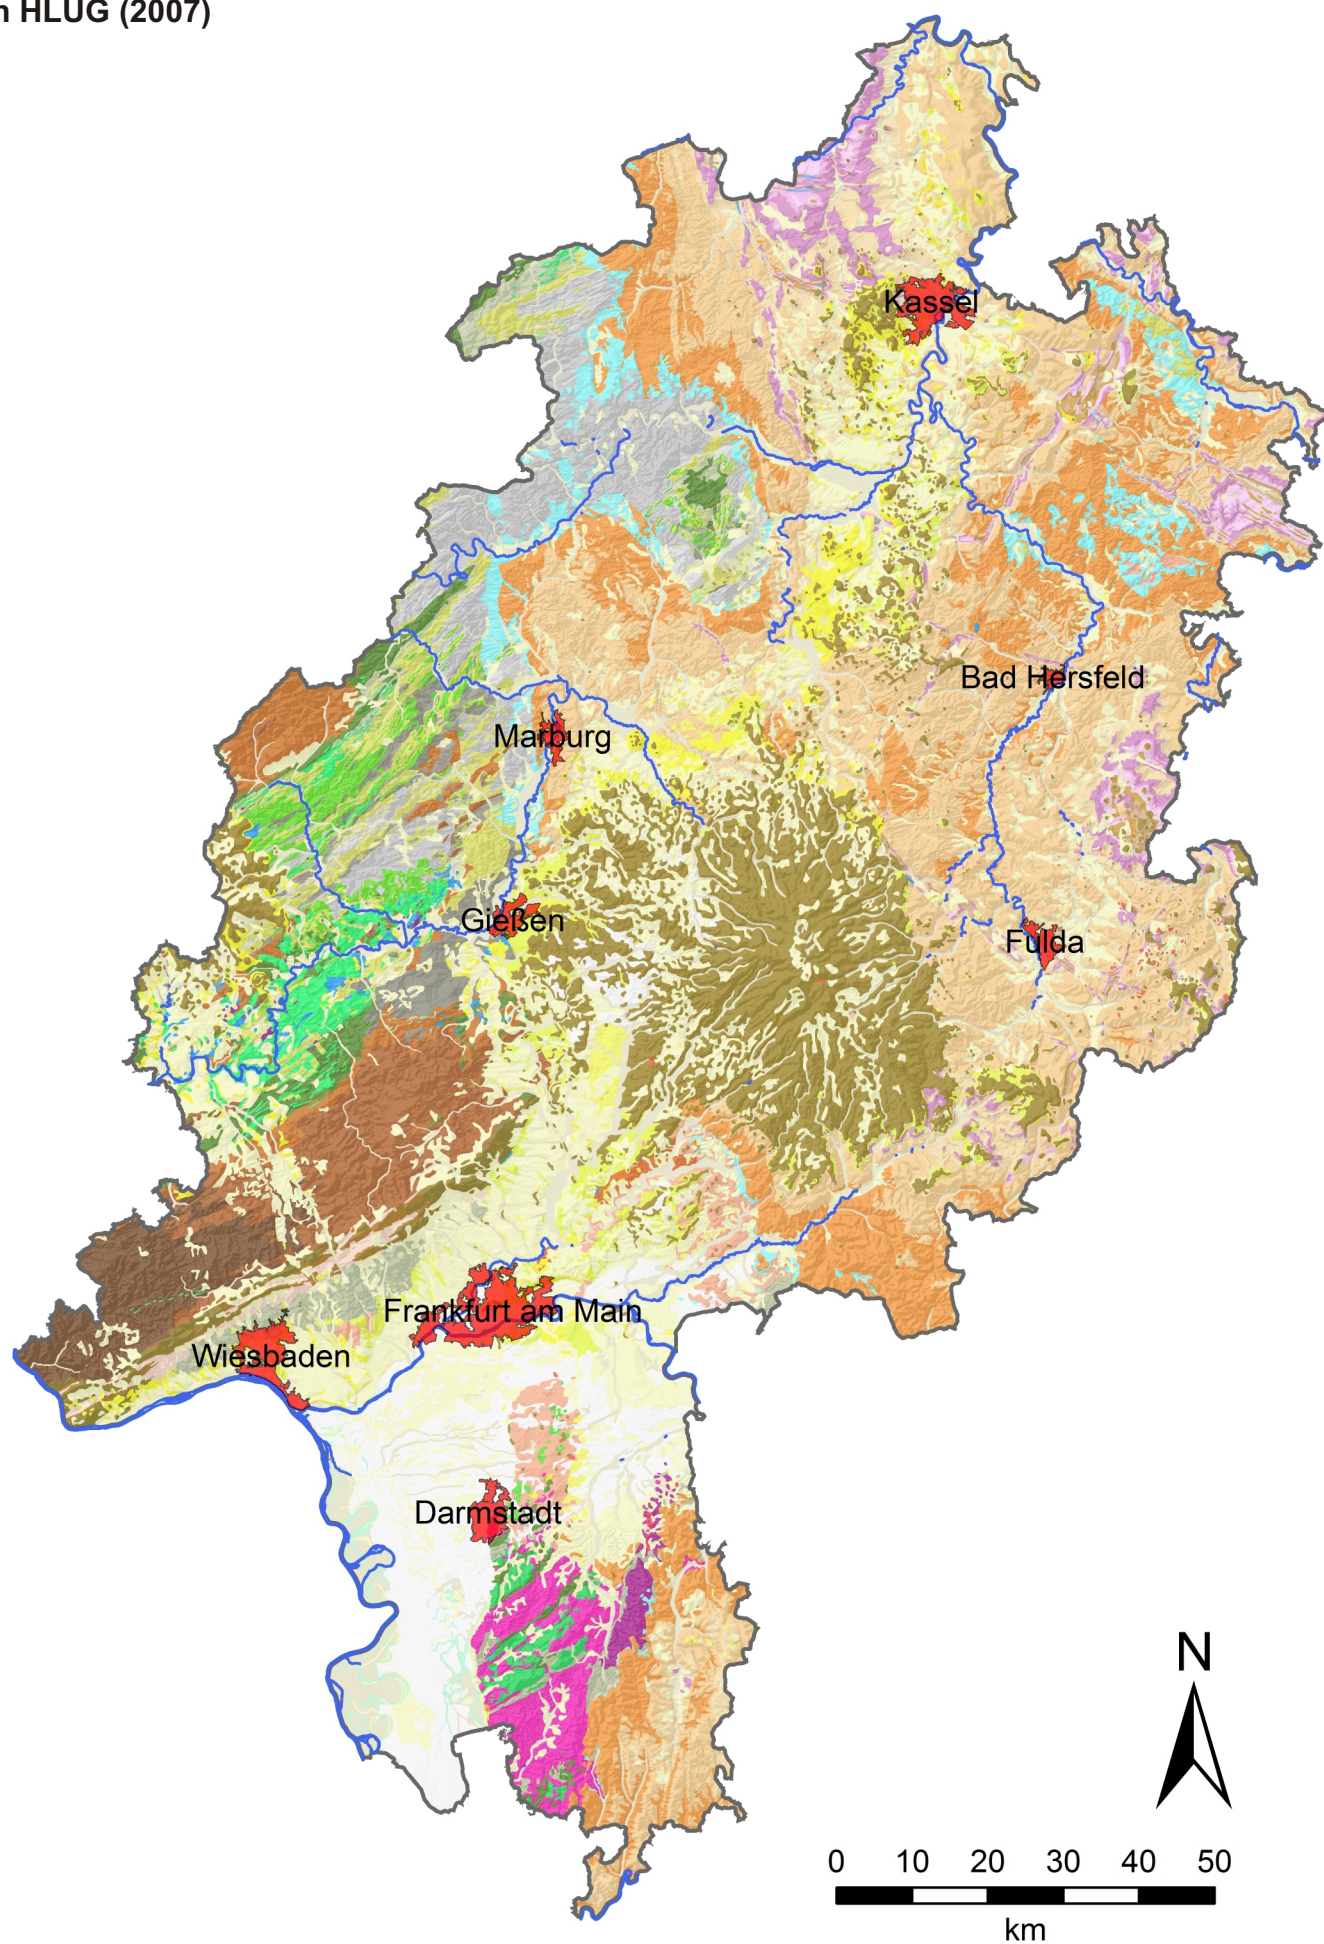 HLUG (2007)
Kassel
Bad Hersfeld
Marburg
Gießen
Fulda
Frankfurt am Main
Wiesbaden
Darmstadt
N
0 10 20 30 40 50
km